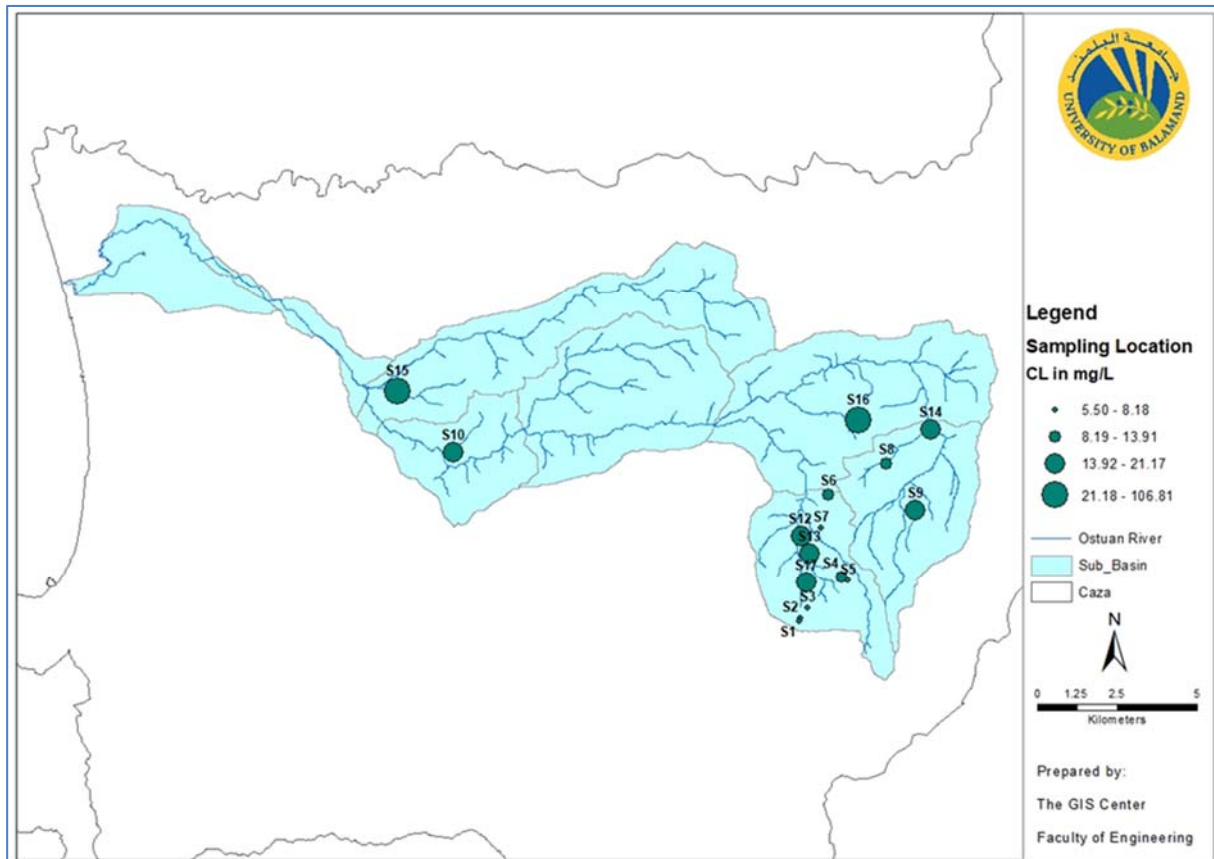 جامعة البلمند
UNIVERSITY OF BALAMAND
S15
S10
S16
S14
S8
S6
S9
S12
S7
S13
S4
S5
S17
S3
S2
S1
Legend
Sampling Location
CL in mg/L
5.50 - 8.18
8.19 - 13.91
13.92 - 21.17
21.18 - 106.81
Ostuan River
Sub_Basin
Caza
N
0 1.25 2.5 5
Kilometers
Prepared by:
The GIS Center
Faculty of Engineering